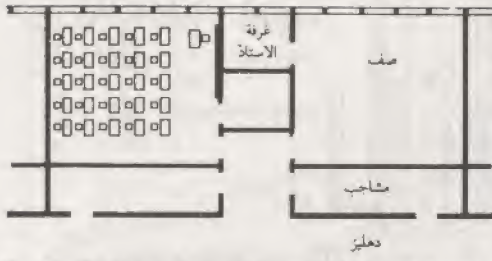 غرفة
الاستاذ
صف
مشاجب
دهليز